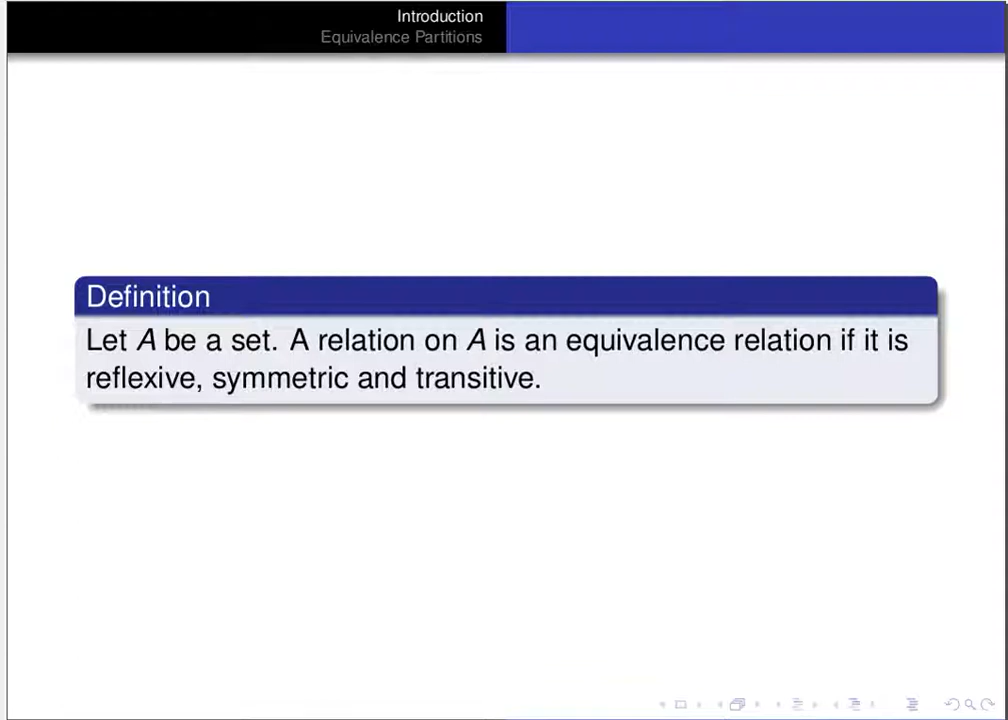 Introduction
Equivalence Partitions
Definition
Let A be a set. A relation on A is an equivalence relation if it is
reflexive, symmetric and transitive.